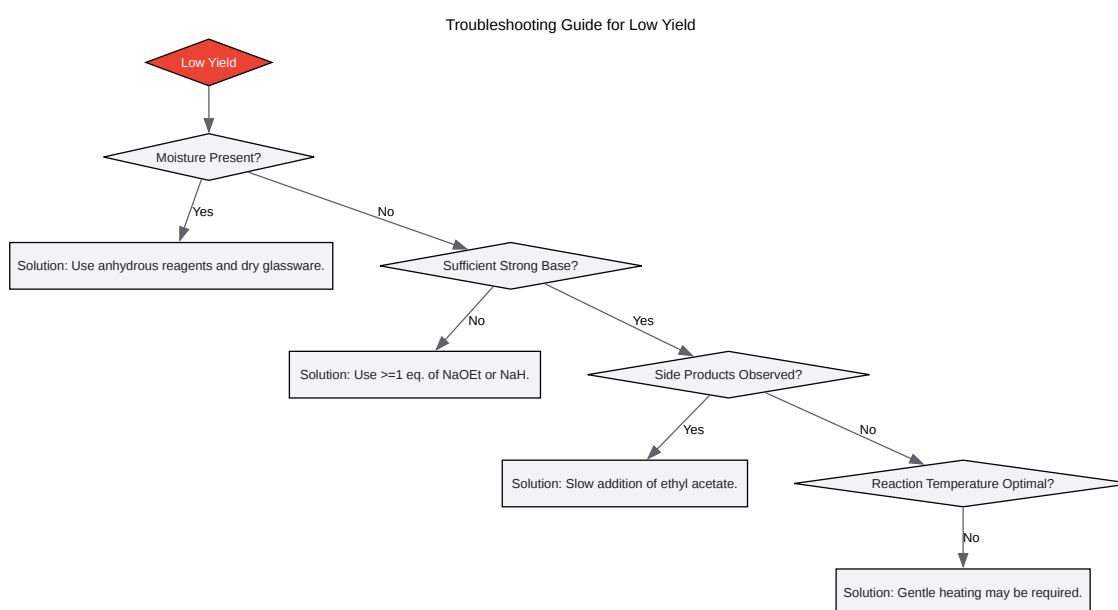 Troubleshooting Guide for Low Yield
Low Yield
Moisture Present?
Yes
No
Solution: Use anhydrous reagents and dry glassware.
Sufficient Strong Base?
No
Yes
Solution: Use >=1 eq. of NaOEt or NaH.
Side Products Observed?
Yes
No
Solution: Slow addition of ethyl acetate.
Reaction Temperature Optimal?
No
Solution: Gentle heating may be required.